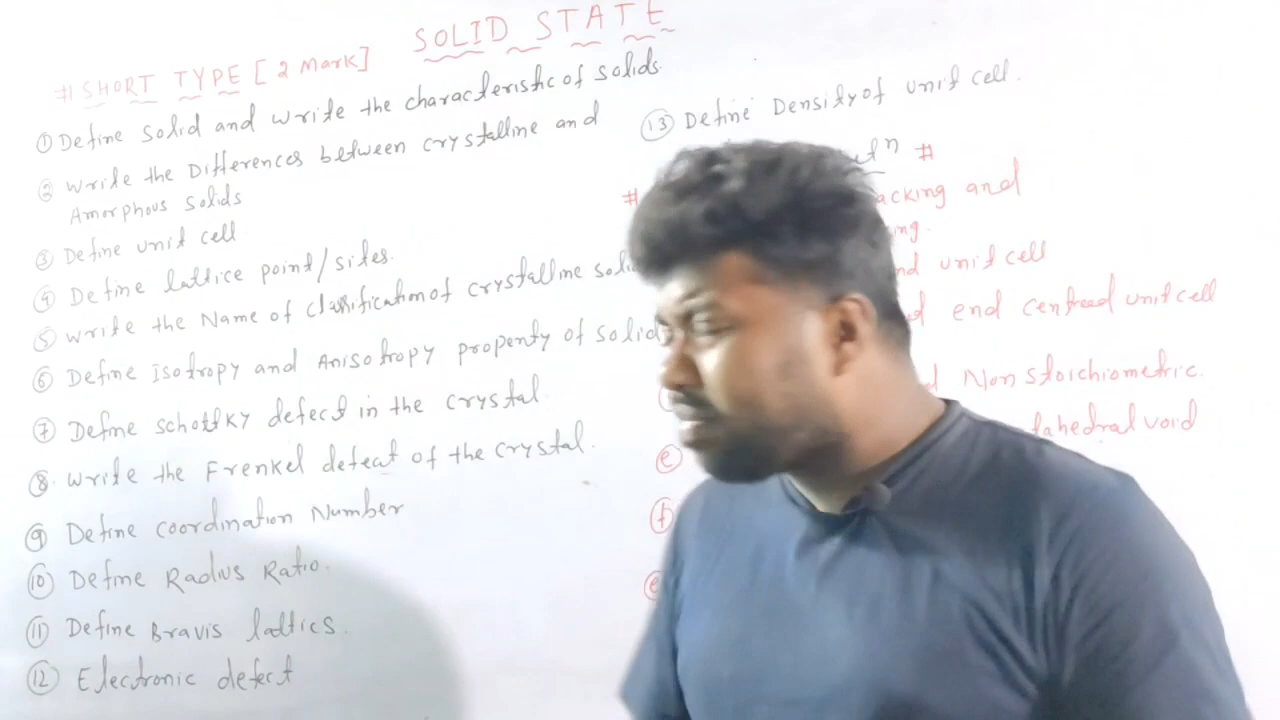 SOLID STATE
# SHORT TYPE [2 Mark]
① Define solid and write the characteristic of solids.
② Write the Differences between crystalline and
Amorphous solids
③ Define unit cell
④ Define lattice point/sites.
⑤ Write the Name of classification of crystalline
⑥ Define Isotropy and Anisotropy property of solid
⑦ Define schottky defect in the crystal.
⑧ Write the Frenkel defect of the crystal.
⑨ Define coordination Number
⑩ Define Radius Ratio.
⑪ Define Bravis lattics.
⑫ Electronic defect
⑬ Define Density of unit cell.
#
# and
unit cell
end centred unit cell
Non stoichiometric.
void
ⓔ
ⓕ
ⓔ